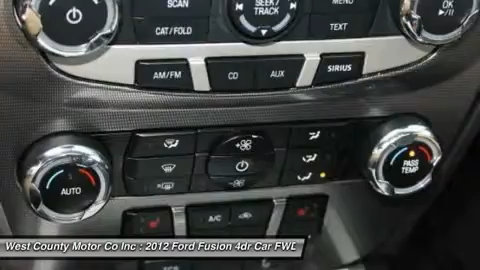 SCAN
SEEK/
TRACK
MENU
OK
CAT/FOLD
TEXT
AM/FM
CD
AUX
SIRIUS
AUTO
PASS
TEMP
A/C
West County Motor Co Inc : 2012 Ford Fusion 4dr Car FWL